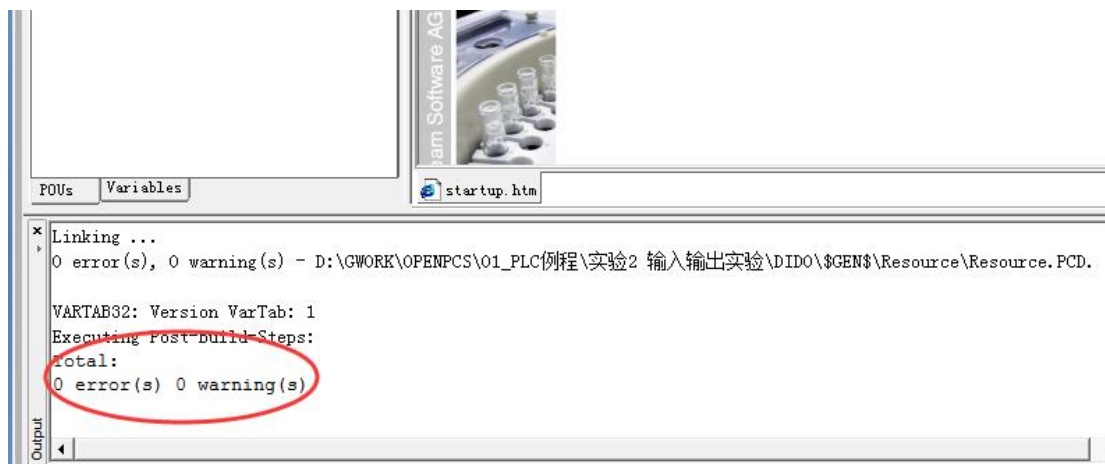 am Software AG
POUs
Variables
startup.htm
Linking ...
0 error(s), 0 warning(s) - D:\GWORK\OPENPCS\01_PLC例程\实验2 输入输出实验\DIDO\$GEN$\Resource\Resource.PCD.
VARTAB32: Version VarTab: 1
Executing Post-Build-Steps:
Total:
0 error(s) 0 warning(s)
Output